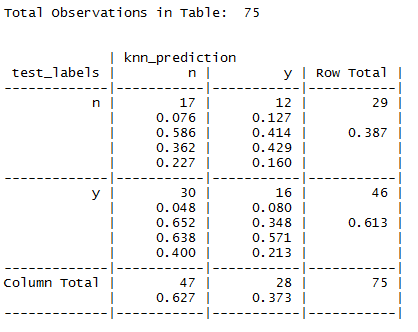 Total Observations in Table:  75
             | knn_prediction
 test_labels |         n |         y | Row Total |
-------------|-----------|-----------|-----------|
           n |        17 |        12 |        29 |
             |     0.076 |     0.127 |           |
             |     0.586 |     0.414 |     0.387 |
             |     0.362 |     0.429 |           |
             |     0.227 |     0.160 |           |
-------------|-----------|-----------|-----------|
           y |        30 |        16 |        46 |
             |     0.048 |     0.080 |           |
             |     0.652 |     0.348 |     0.613 |
             |     0.638 |     0.571 |           |
             |     0.400 |     0.213 |           |
-------------|-----------|-----------|-----------|
Column Total |        47 |        28 |        75 |
             |     0.627 |     0.373 |           |
-------------|-----------|-----------|-----------|